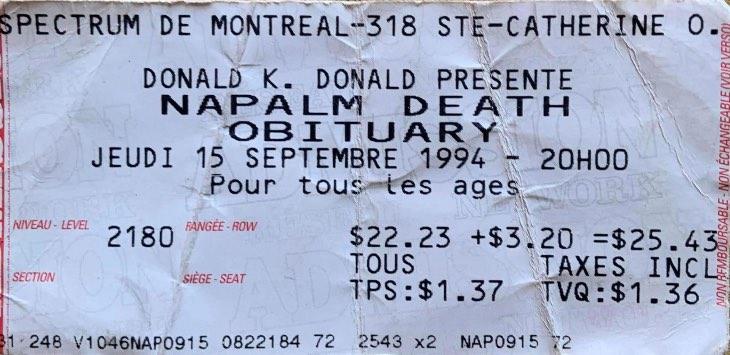 SPECTRUM DE MONTREAL-318 STE-CATHERINE O.
DONALD K. DONALD PRESENTE
NAPALM DEATH
OBITUARY
JEUDI 15 SEPTEMBRE 1994 - 20H00
Pour tous les ages
NIVEAU - LEVEL 2180 RANGÉE - ROW $22.23 +$3.20 =$25.43
SECTION SIÈGE - SEAT TOUS TAXES INCL
TPS:$1.37 TVQ:$1.36
31 248 V1046NAP0915 0822184 72 2543 x2 NAP0915 72
NON REMBOURSABLE - NON ÉCHANGEABLE (VOIR VERSO)